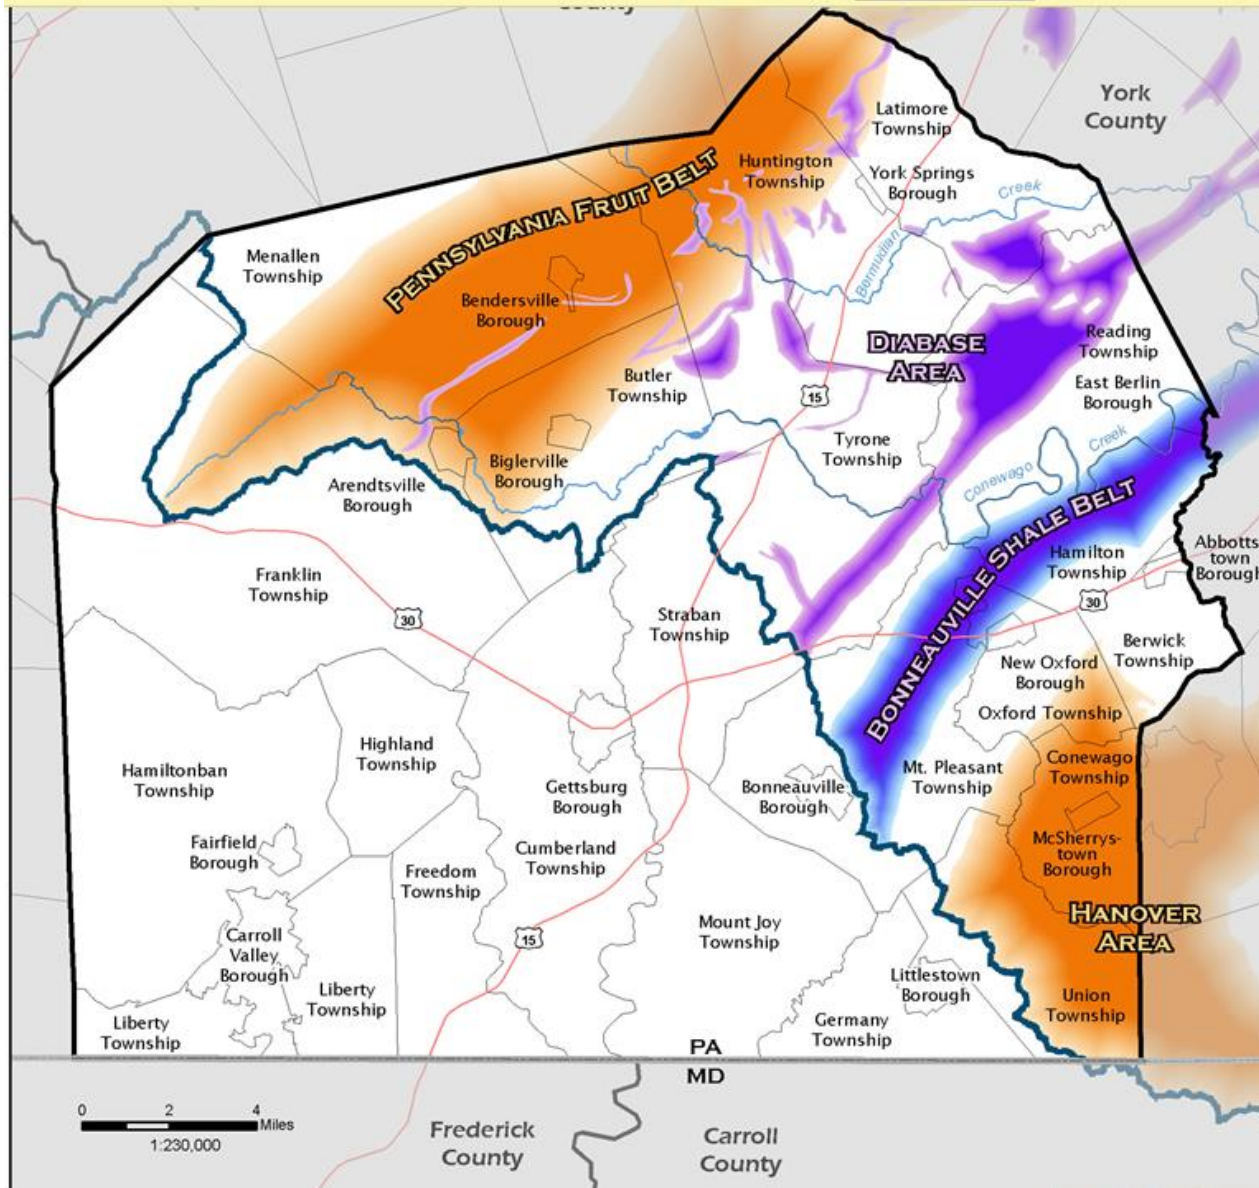 County
York
County
Latimore
Township
Huntington
Township
York Springs
Borough
Creek
Bermudian
PENNSYLVANIA FRUIT BELT
Menallen
Township
Bendersville
Borough
DIABASE
AREA
Reading
Township
15
Butler
Township
East Berlin
Borough
Tyrone
Township
Creek
Conewago
Biglerville
Borough
Arendtsville
Borough
BONNEAUVILLE SHALE BELT
Hamilton
Township
Abbotts-
town
Borough
Franklin
Township
30
30
Straban
Township
Berwick
Township
New Oxford
Borough
Oxford Township
Highland
Township
Conewago
Township
Hamiltonban
Township
Gettsburg
Borough
Bonneauville
Borough
Mt. Pleasant
Township
Fairfield
Borough
Cumberland
Township
McSherrys-
town
Borough
Freedom
Township
HANOVER
AREA
15
Mount Joy
Township
Carroll
Valley
Borough
Littlestown
Borough
Liberty
Township
Union
Township
Liberty
Township
Germany
Township
PA
MD
0 2 4
Miles
1:230,000
Frederick
County
Carroll
County